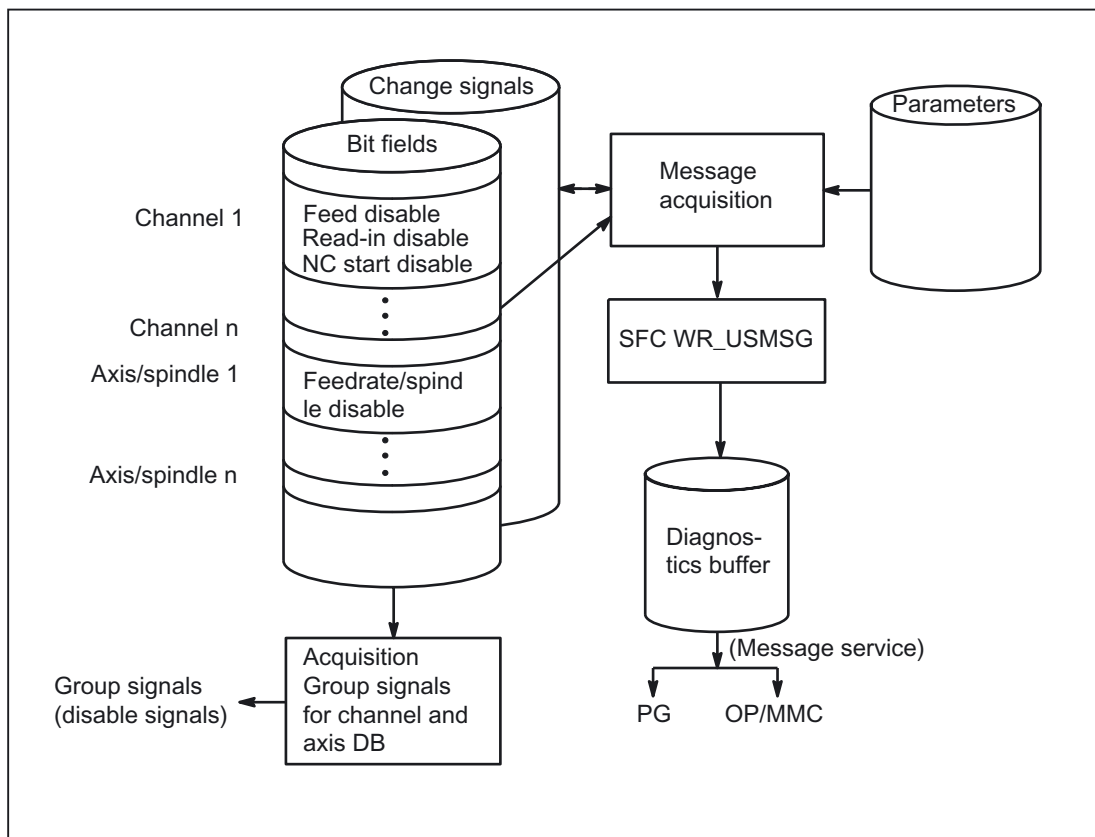 Change signals
Parameters
Bit fields
Message
acquisition
Channel 1
Feed disable
Read-in disable
NC start disable
Channel n
SFC WR_USMSG
Axis/spindle 1
Feedrate/spind
le disable
Axis/spindle n
Diagnos-
tics buffer
(Message service)
Acquisition
Group signals
for channel and
axis DB
Group signals
(disable signals)
PG
OP/MMC